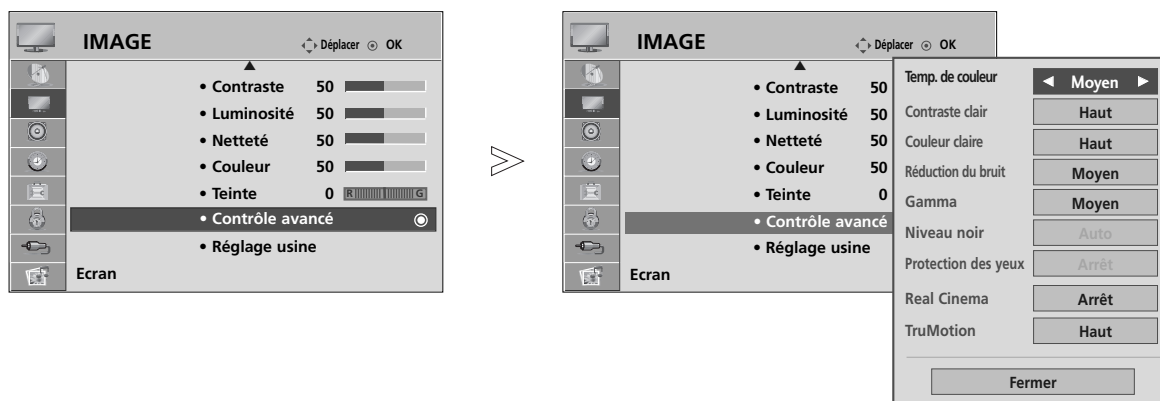 IMAGE Déplacer OK
• Contraste 50
• Luminosité 50
• Netteté 50
• Couleur 50
• Teinte 0 R G
• Contrôle avancé
• Réglage usine
Ecran
IMAGE Déplacer OK
• Contraste 50
• Luminosité 50
• Netteté 50
• Couleur 50
• Teinte 0
• Contrôle avancé
• Réglage usine
Ecran
Temp. de couleur Moyen
Contraste clair Haut
Couleur claire Haut
Réduction du bruit Moyen
Gamma Moyen
Niveau noir Auto
Protection des yeux Arrêt
Real Cinema Arrêt
TruMotion Haut
Fermer